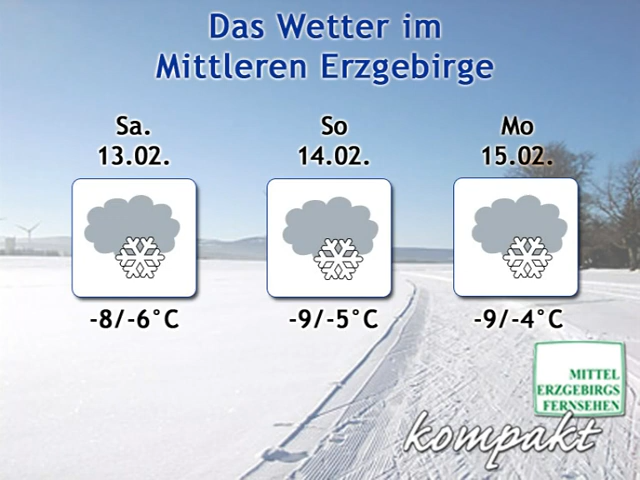 Das Wetter im
Mittleren Erzgebirge
Sa.
13.02.
So
14.02.
Mo
15.02.
-8/-6°C
-9/-5°C
-9/-4°C
MITTEL
ERZGEBIRGS
FERNSEHEN
kompakt